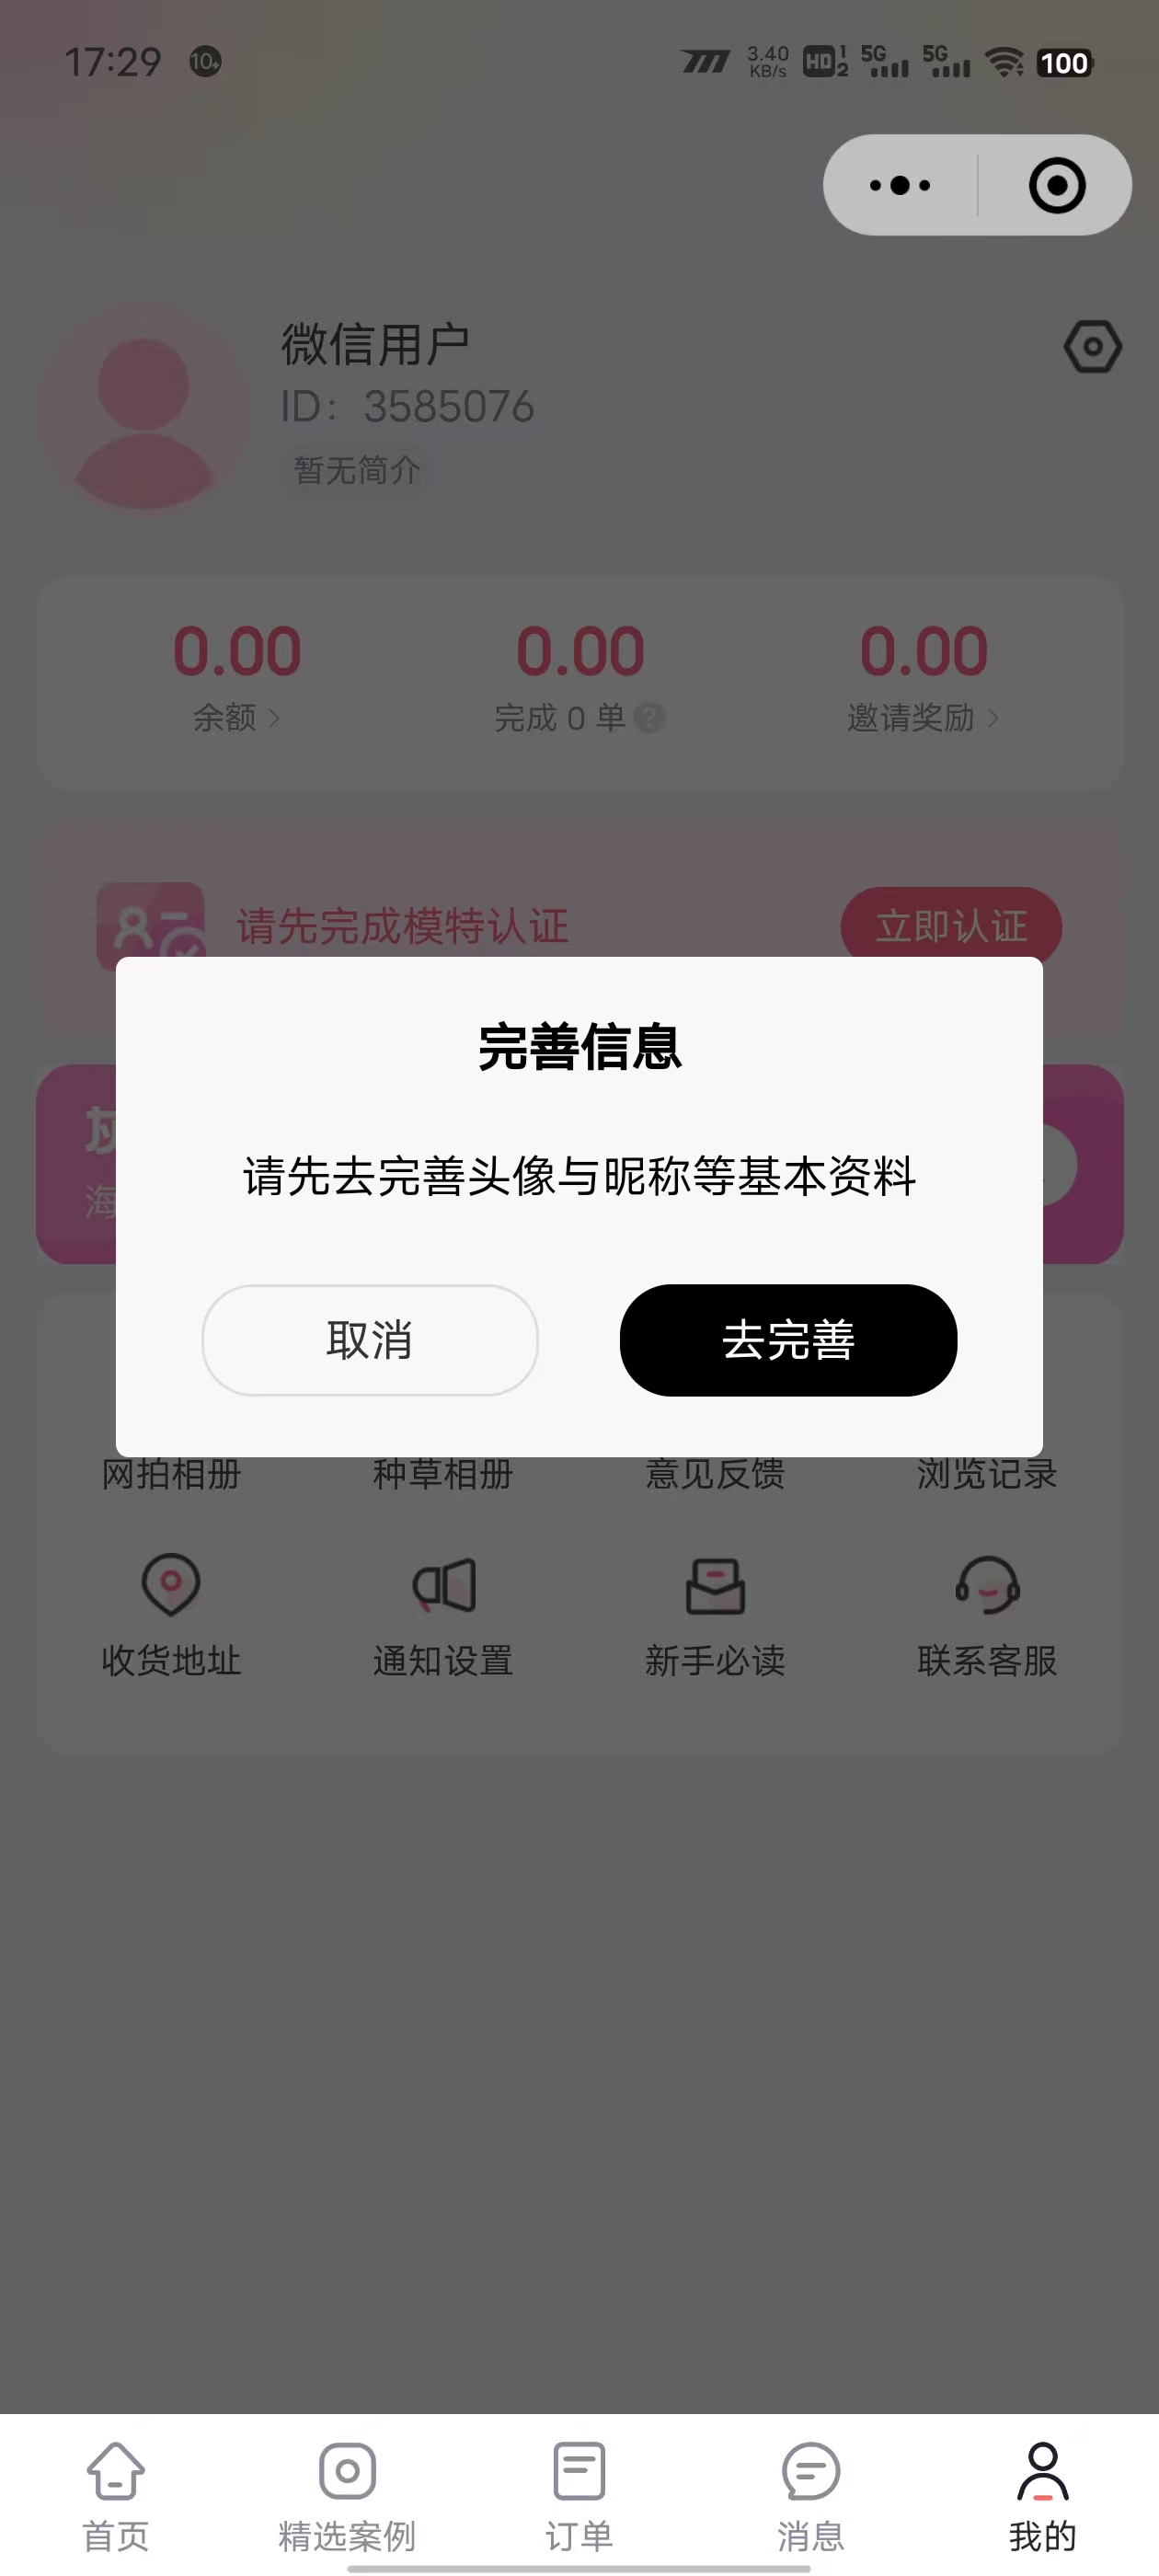 17:29 10+ 3.40 KB/s HD 1 2 5G 5G 100
微信用户
ID：3585076
暂无简介
0.00 0.00 0.00
余额 完成 0 单 ? 邀请奖励
请先完成模特认证 立即认证
完善信息
海
请先去完善头像与昵称等基本资料
取消 去完善
网拍相册 种草相册 意见反馈 浏览记录
收货地址 通知设置 新手必读 联系客服
首页 精选案例 订单 消息 我的